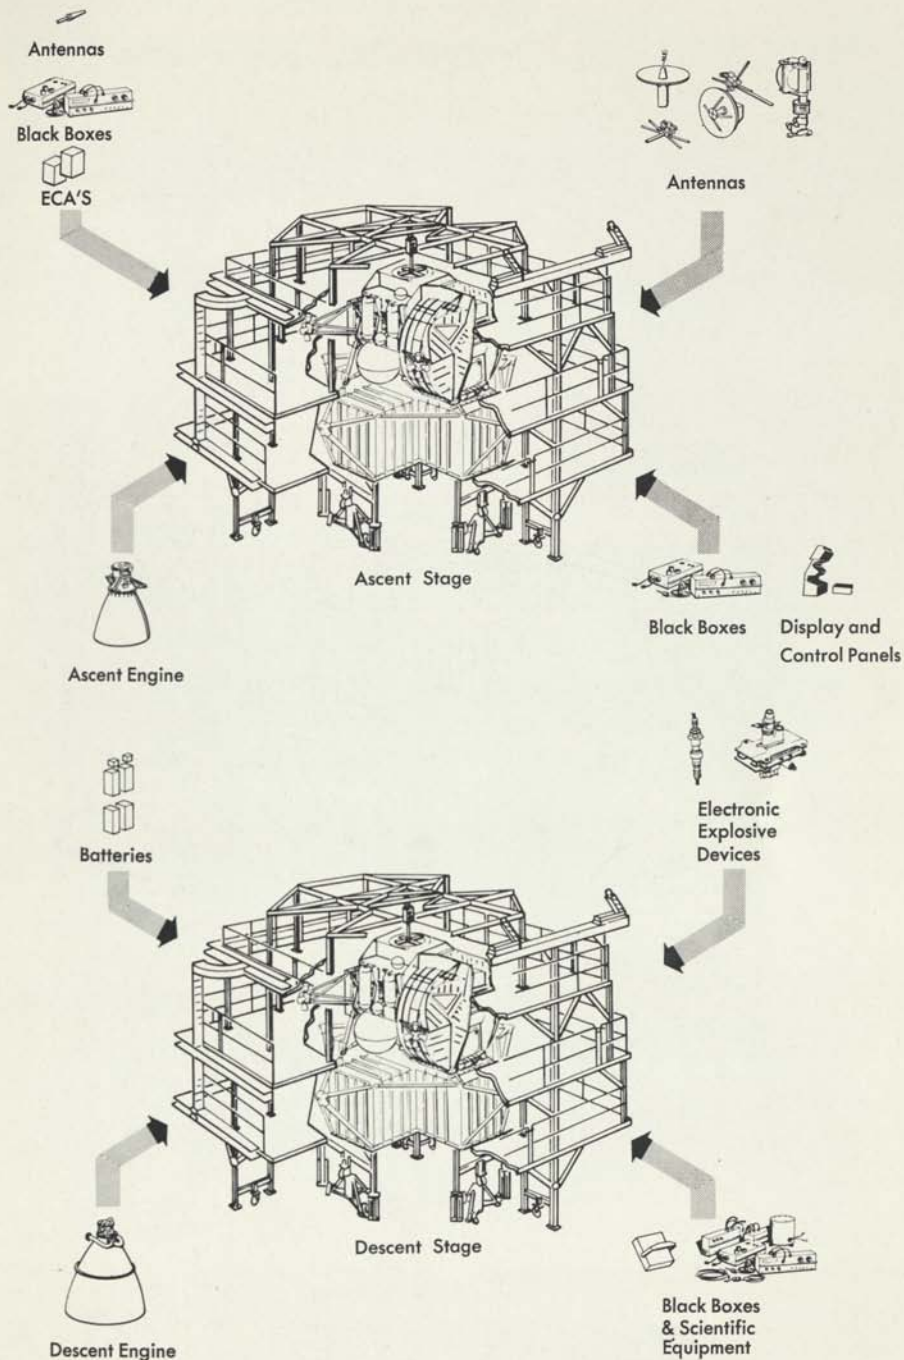 Antennas
Black Boxes
ECA'S
Antennas
Ascent Stage
Ascent Engine
Black Boxes
Display and
Control Panels
Batteries
Electronic
Explosive
Devices
Descent Stage
Descent Engine
Black Boxes
& Scientific
Equipment